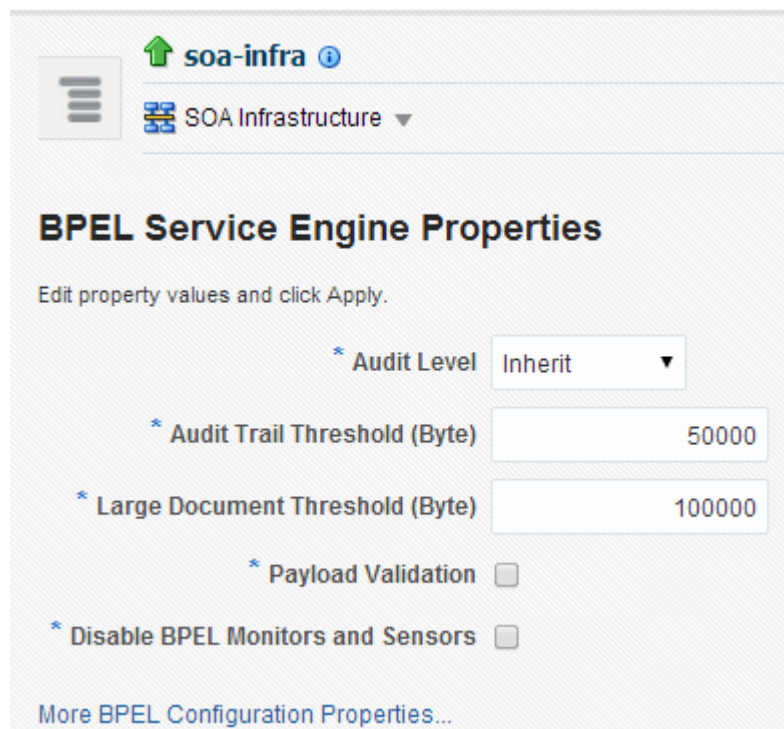 soa-infra
SOA Infrastructure
BPEL Service Engine Properties
Edit property values and click Apply.
* Audit Level Inherit
* Audit Trail Threshold (Byte) 50000
* Large Document Threshold (Byte) 100000
* Payload Validation
* Disable BPEL Monitors and Sensors
More BPEL Configuration Properties...